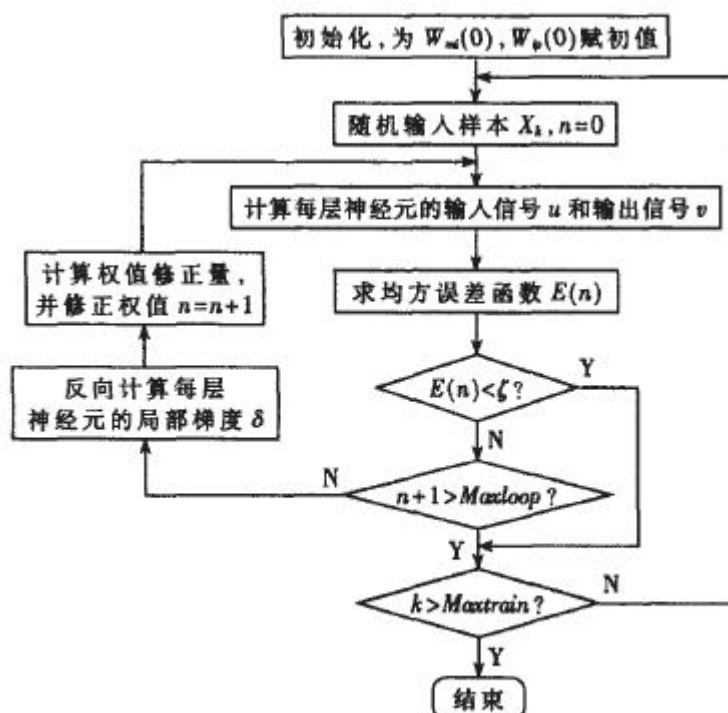 初始化,为 W_mi(0),W_ip(0)赋初值
随机输入样本 X_k,n=0
计算每层神经元的输入信号 u 和输出信号 v
计算权值修正量,
并修正权值 n=n+1
求均方误差函数 E(n)
反向计算每层
神经元的局部梯度 δ
E(n)<ζ?
Y
N
n+1>Maxloop?
N
Y
k>Maxtrain?
N
Y
结束